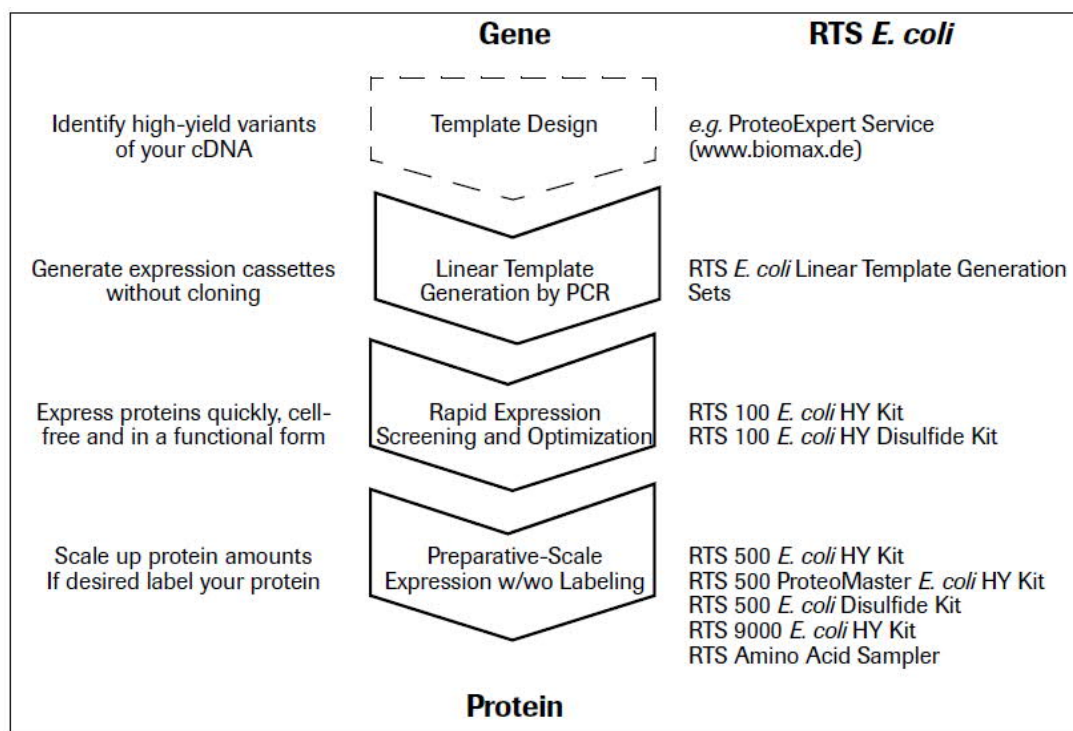 Gene
RTS E. coli
Identify high-yield variants
of your cDNA
Template Design
e.g. ProteoExpert Service
(www.biomax.de)
Generate expression cassettes
without cloning
Linear Template
Generation by PCR
RTS E. coli Linear Template Generation
Sets
Express proteins quickly, cell-
free and in a functional form
Rapid Expression
Screening and Optimization
RTS 100 E. coli HY Kit
RTS 100 E. coli HY Disulfide Kit
Scale up protein amounts
If desired label your protein
Preparative-Scale
Expression w/wo Labeling
RTS 500 E. coli HY Kit
RTS 500 ProteoMaster E. coli HY Kit
RTS 500 E. coli Disulfide Kit
RTS 9000 E. coli HY Kit
RTS Amino Acid Sampler
Protein